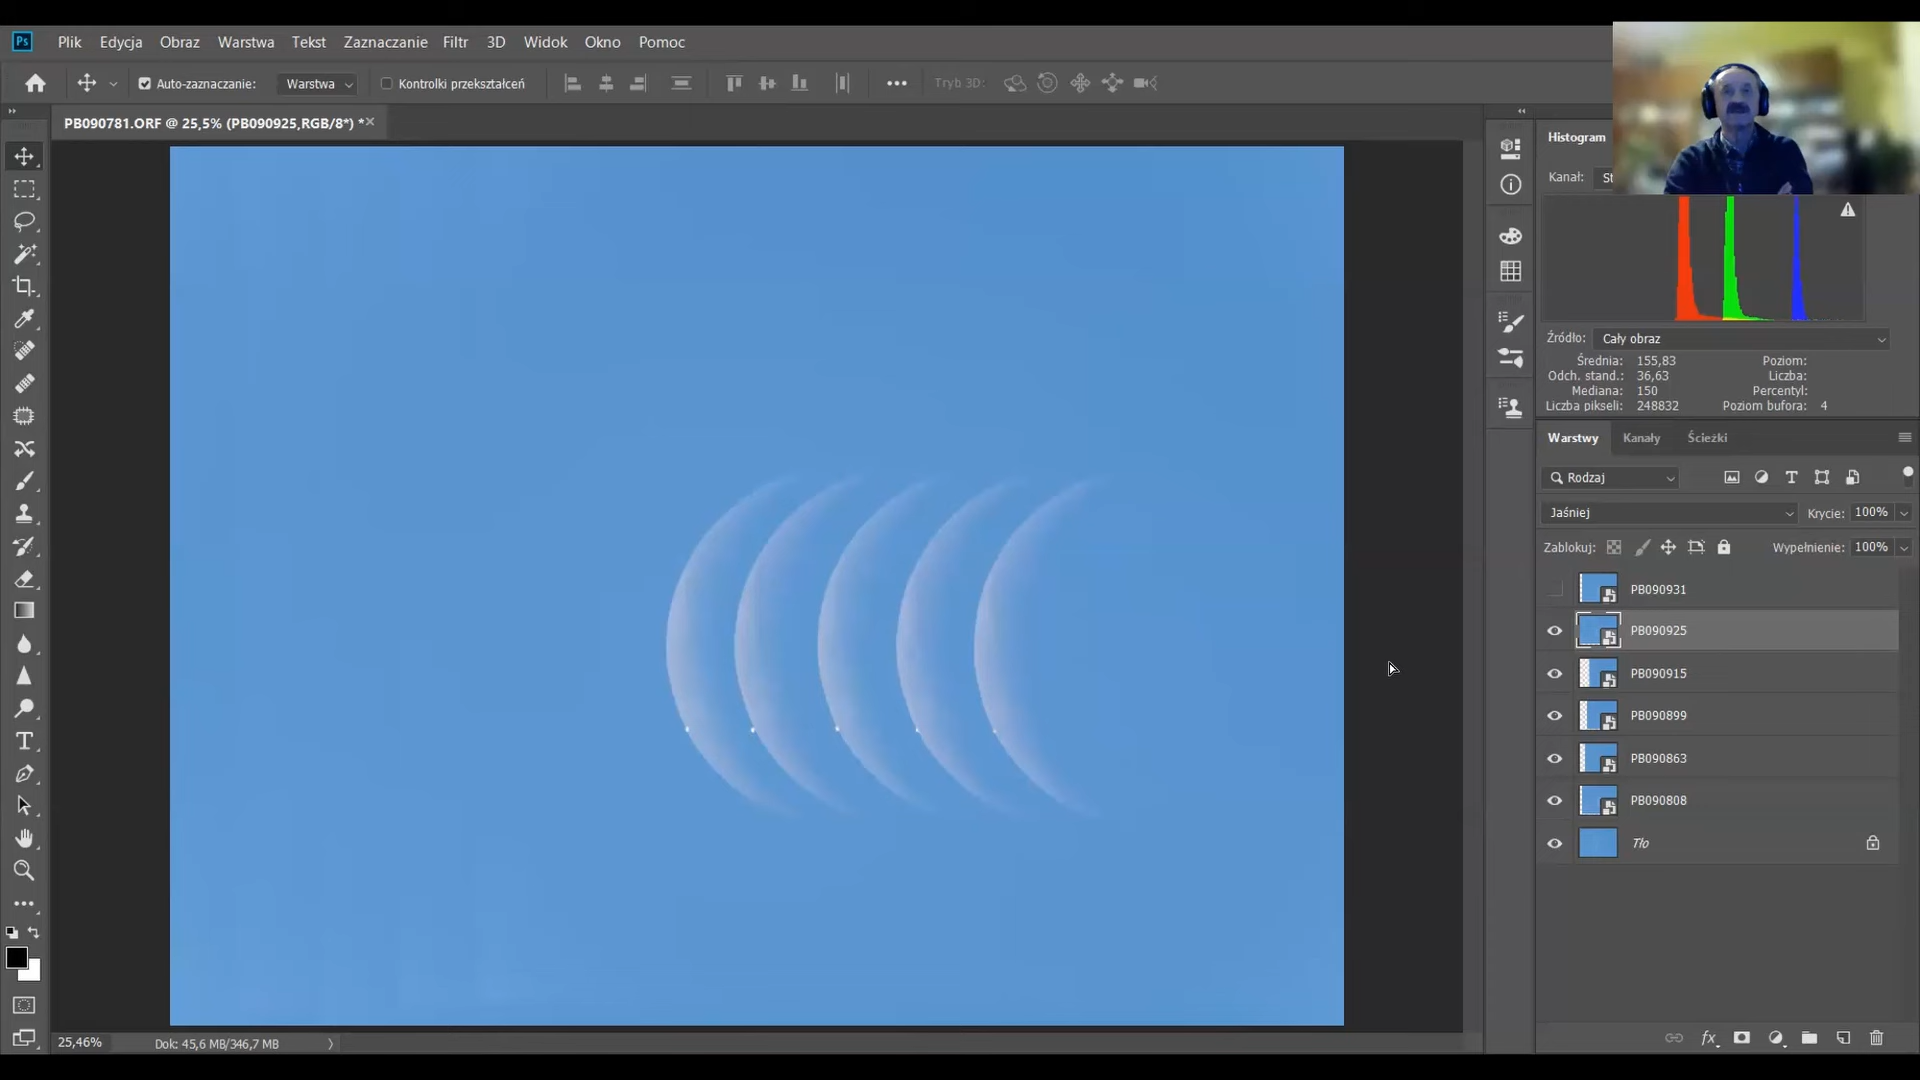 Ps Plik Edycja Obraz Warstwa Tekst Zaznaczanie Filtr 3D Widok Okno Pomoc
Auto-zaznaczanie: Warstwa Kontrolki przekształceń Tryb 3D:
PB090781.ORF @ 25,5% (PB090925,RGB/8*) *
Histogram
Kanał: St
Źródło: Cały obraz
Średnia: 155,83 Poziom:
Odch. stand.: 36,63 Liczba:
Mediana: 150 Percentyl:
Liczba pikseli: 248832 Poziom bufora: 4
Warstwy Kanały Ścieżki
Rodzaj
Jaśniej Krycie: 100%
Zablokuj: Wypełnienie: 100%
PB090931
PB090925
PB090915
PB090899
PB090863
PB090808
Tło
fx
25,46% Dok: 45,6 MB/346,7 MB